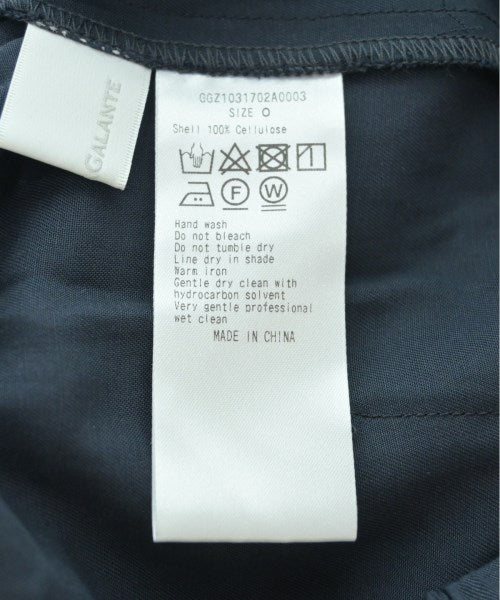 GALANTE
GGZ1031702A0003
SIZE O
Shell 100% Cellulose
F
W
Hand wash
Do not bleach
Do not tumble dry
Line dry in shade
Warm iron
Gentle dry clean with
hydrocarbon solvent
Very gentle professional
wet clean
MADE IN CHINA